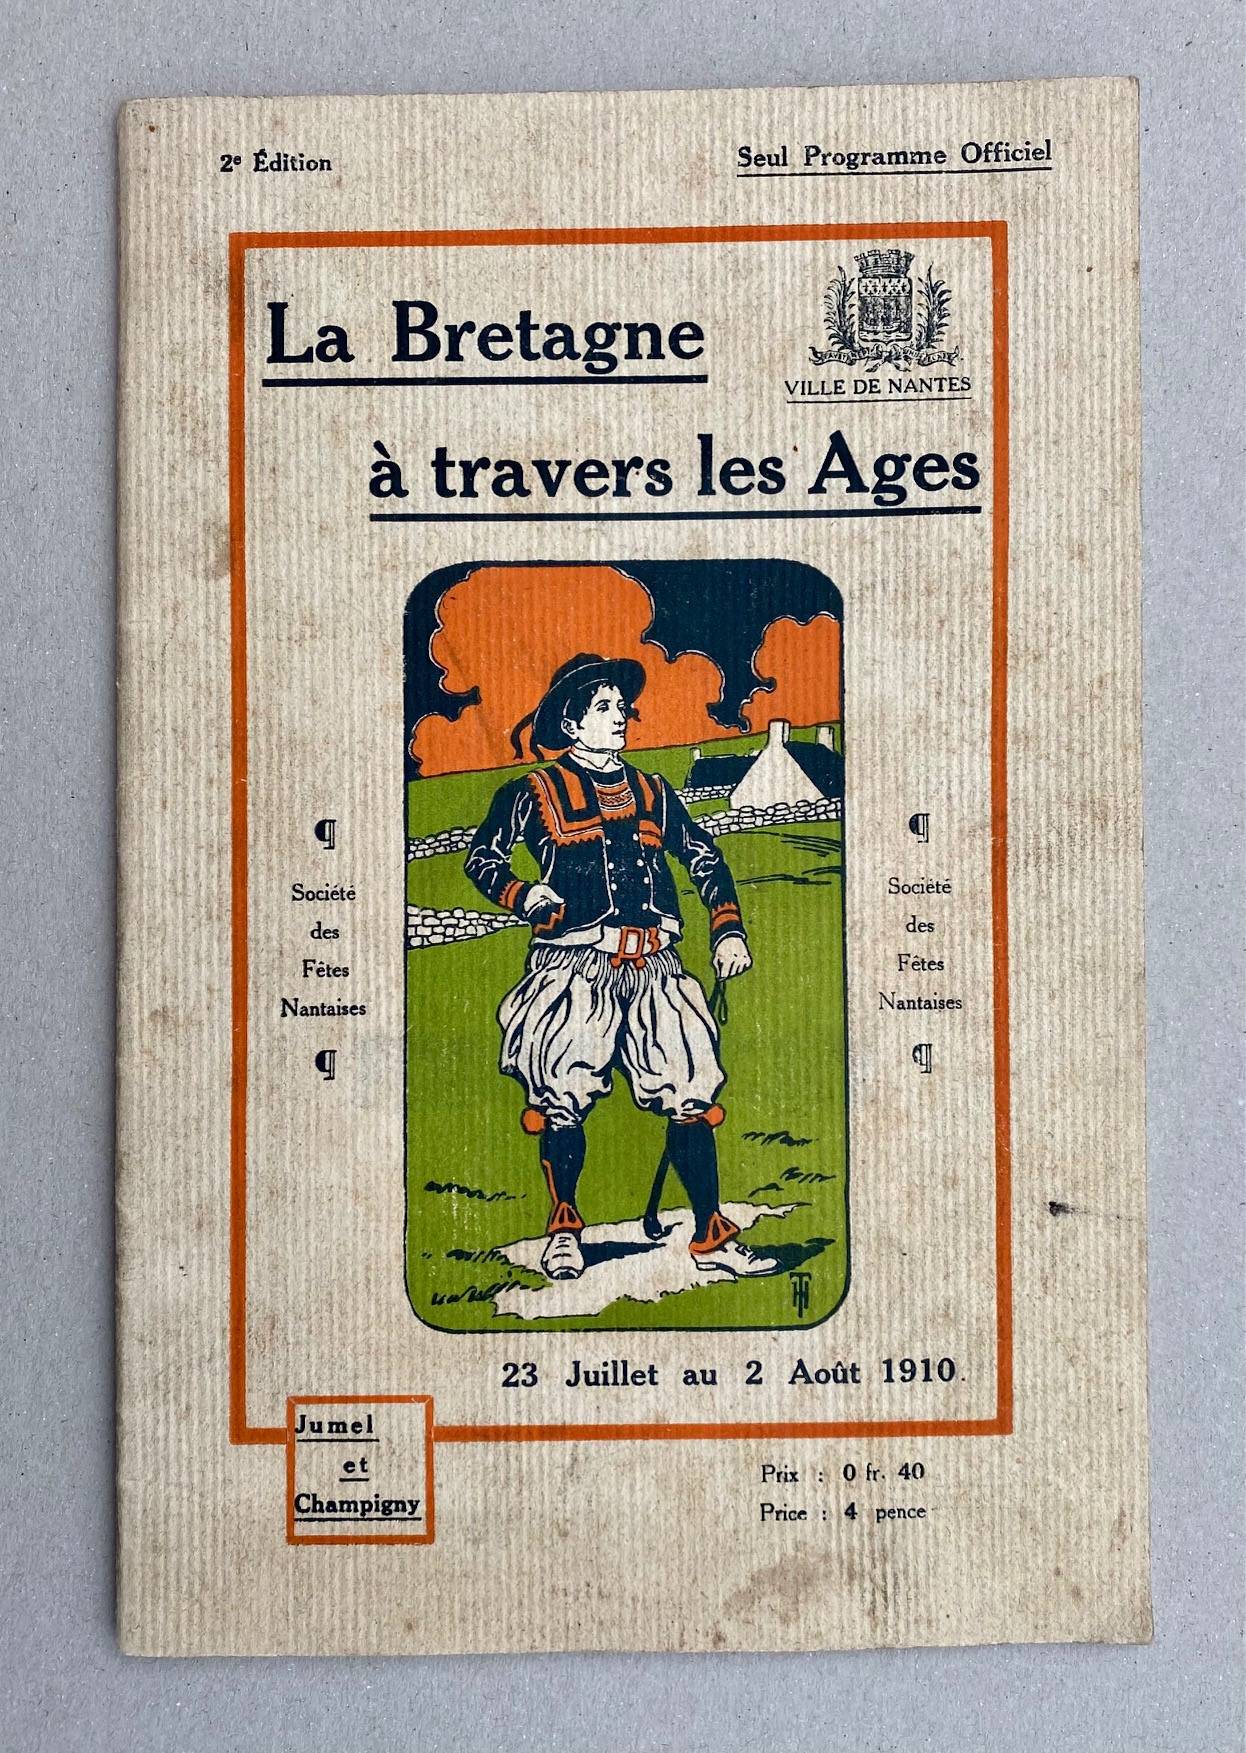 2e Édition
Seul Programme Officiel
La Bretagne
VILLE DE NANTES
à travers les Ages
¶
Société
des
Fêtes
Nantaises
¶
¶
Société
des
Fêtes
Nantaises
¶
23 Juillet au 2 Août 1910.
Jumel
et
Champigny
Prix : 0 fr. 40
Price : 4 pence